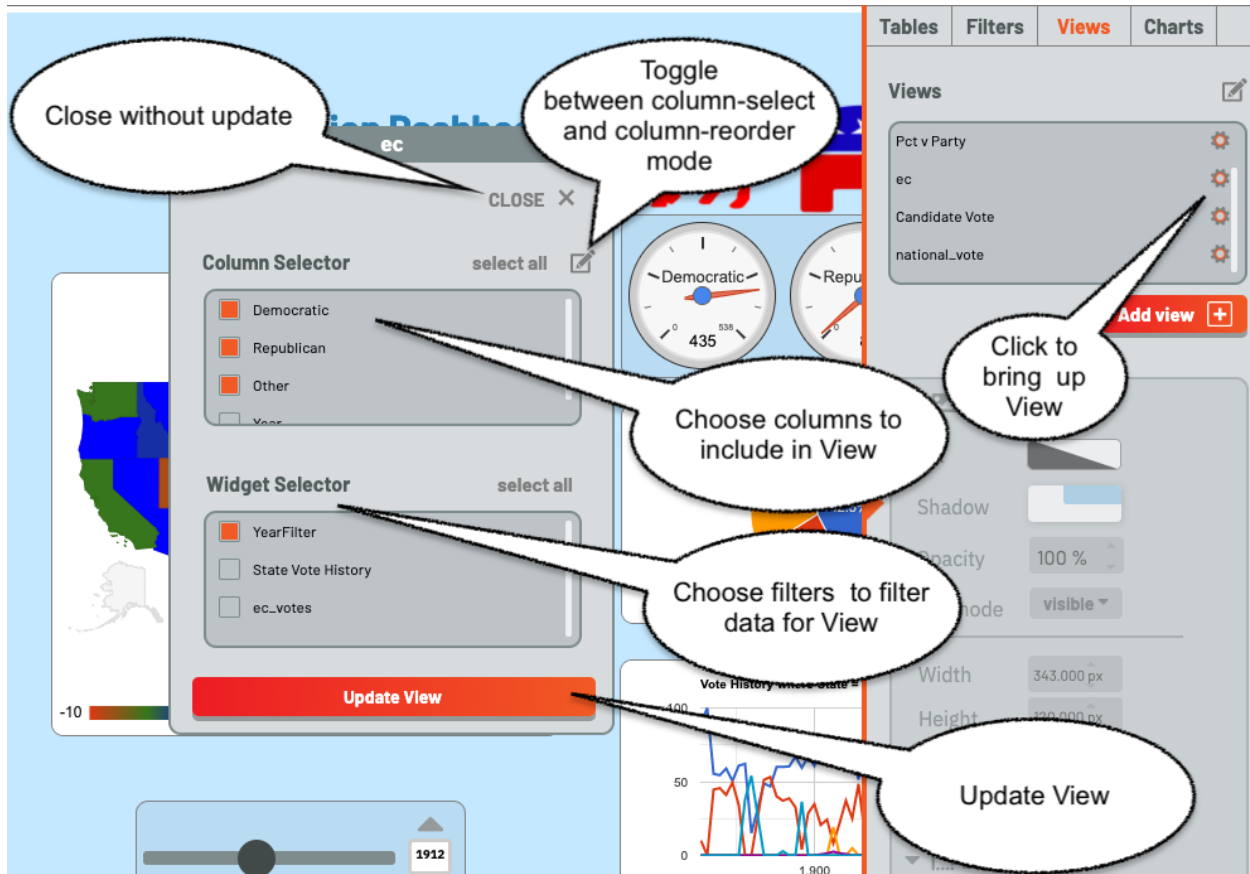 Tables
Filters
Views
Charts
Close without update
Toggle
between column-select
and column-reorder
mode
Views
Pct v Party
ec
Candidate Vote
national_vote
Add view
Click to
bring up
View
ec
CLOSE ×
Column Selector
select all
Democratic
Republican
Other
Year
Democratic
0
538
435
0
Choose columns to
include in View
Widget Selector
select all
YearFilter
State Vote History
ec_votes
Shadow
100 %
visible
Choose filters to filter
data for View
Width
343.000 px
Height
Update View
Vote History where State =
-10
100
50
0
1,900
Update View
1912